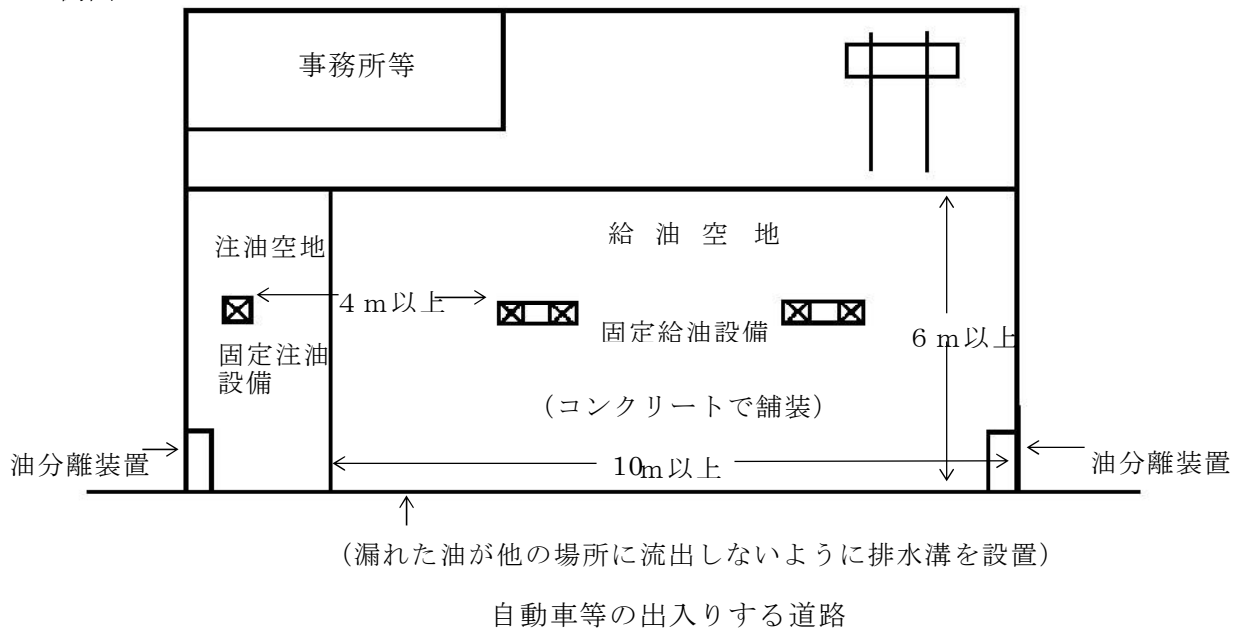 事務所等
注油空地
給油空地
4m以上
固定注油
設備
固定給油設備
6m以上
(コンクリートで舗装)
油分離装置
10m以上
油分離装置
(漏れた油が他の場所に流出しないように排水溝を設置)
自動車等の出入りする道路